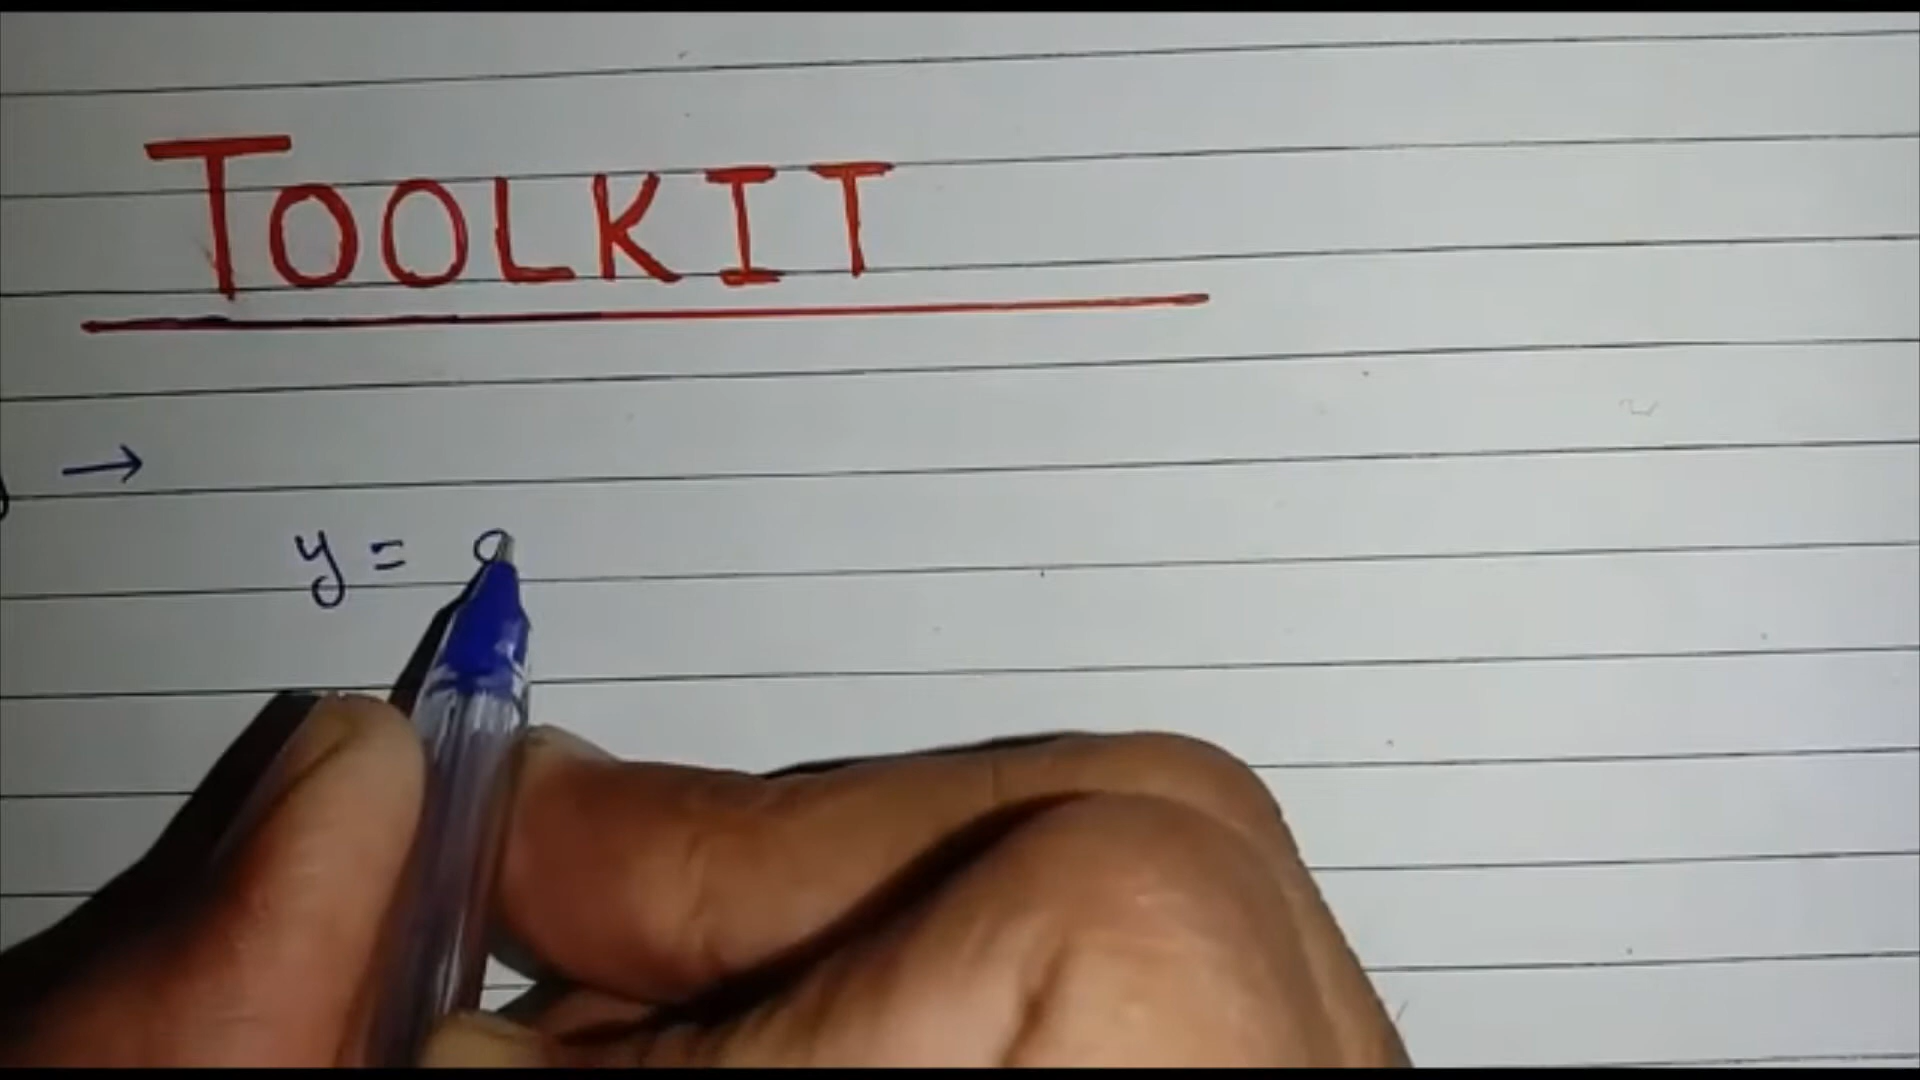 TOOLKIT
→
y =